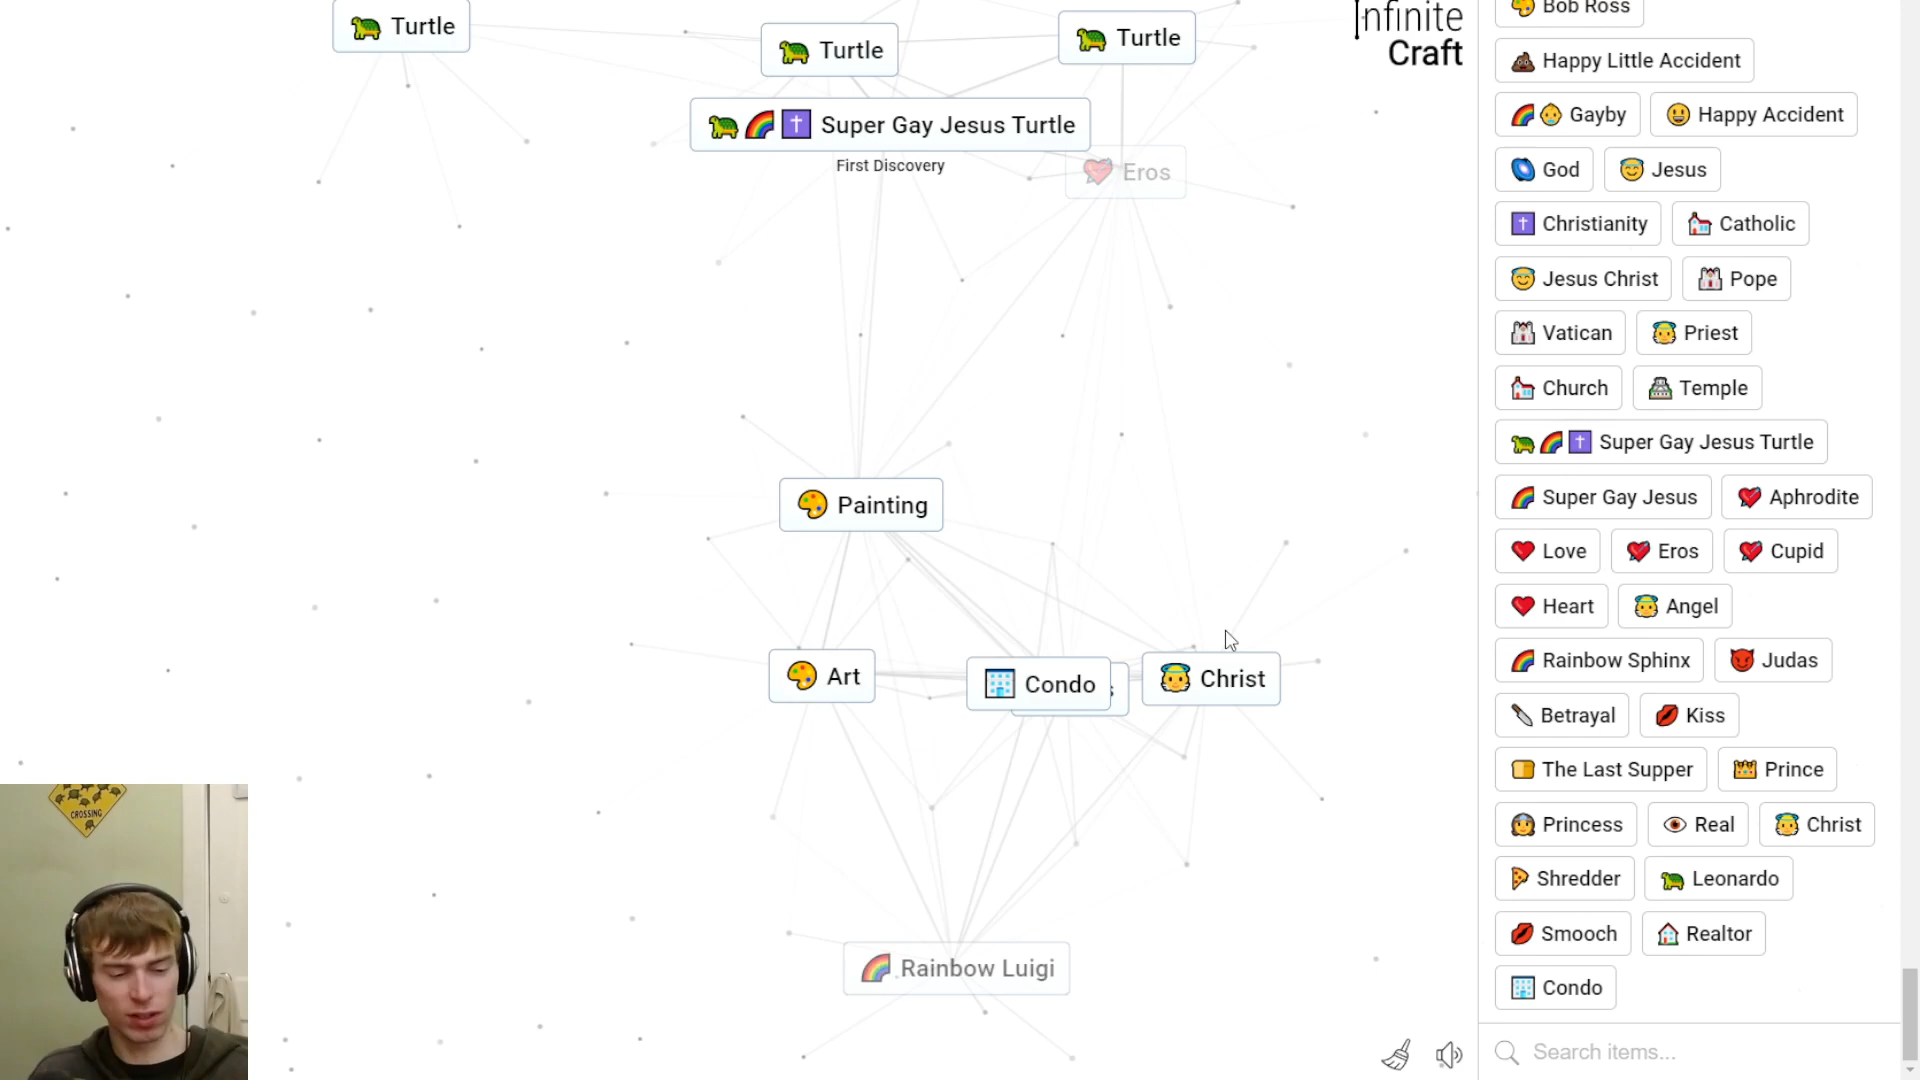 Turtle
Turtle
Turtle
Infinite
Craft
Super Gay Jesus Turtle
First Discovery
Eros
Painting
Art
Condo
s
Christ
Rainbow Luigi
CROSSING
Bob Ross
Happy Little Accident
Gayby
Happy Accident
God
Jesus
Christianity
Catholic
Jesus Christ
Pope
Vatican
Priest
Church
Temple
Super Gay Jesus Turtle
Super Gay Jesus
Aphrodite
Love
Eros
Cupid
Heart
Angel
Rainbow Sphinx
Judas
Betrayal
Kiss
The Last Supper
Prince
Princess
Real
Christ
Shredder
Leonardo
Smooch
Realtor
Condo
Search items...